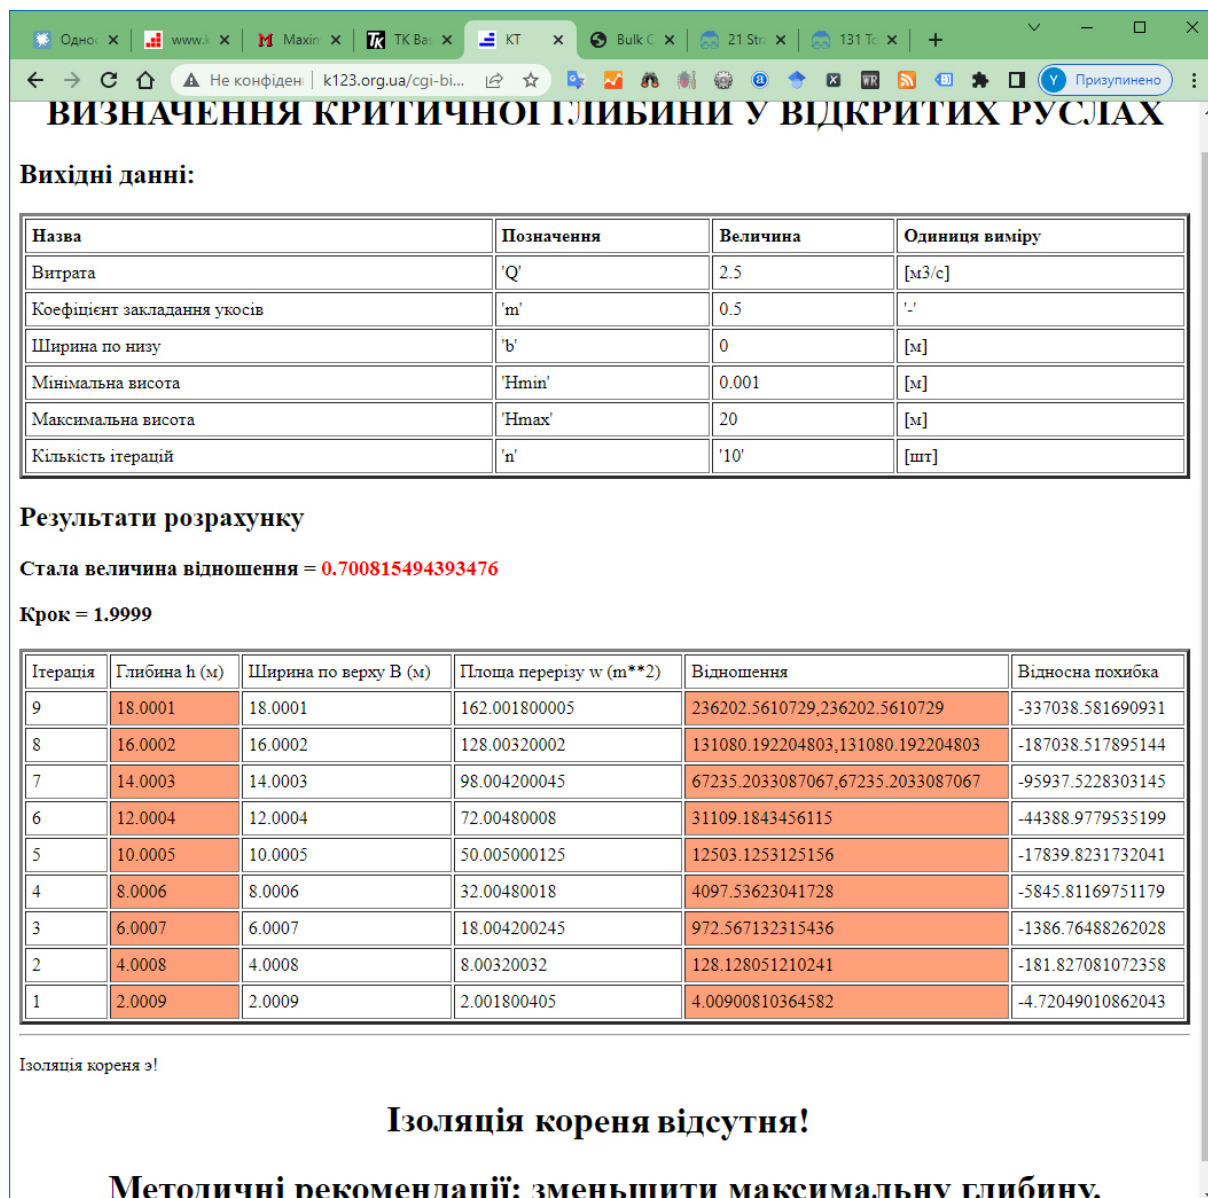 Однос www.k Maxin TK Bas KT Bulk C 21 Stra 131 To
Не конфіденц k123.org.ua/cgi-bi... Призупинено
ВИЗНАЧЕННЯ КРИТИЧНОЇ ГЛИБИНИ У ВІДКРИТИХ РУСЛАХ
Вихідні данні:
Назва Позначення Величина Одиниця виміру
Витрата 'Q' 2.5 [м3/с]
Коефіцієнт закладання укосів 'm' 0.5 '-'
Ширина по низу 'b' 0 [м]
Мінімальна висота 'Hmin' 0.001 [м]
Максимальна висота 'Hmax' 20 [м]
Кількість ітерацій 'n' '10' [шт]
Результати розрахунку
Стала величина відношення = 0.700815494393476
Крок = 1.9999
Ітерація Глибина h (м) Ширина по верху B (м) Площа перерізу w (m**2) Відношення Відносна похибка
9 18.0001 18.0001 162.001800005 236202.5610729,236202.5610729 -337038.581690931
8 16.0002 16.0002 128.00320002 131080.192204803,131080.192204803 -187038.517895144
7 14.0003 14.0003 98.004200045 67235.2033087067,67235.2033087067 -95937.5228303145
6 12.0004 12.0004 72.00480008 31109.1843456115 -44388.9779535199
5 10.0005 10.0005 50.005000125 12503.1253125156 -17839.8231732041
4 8.0006 8.0006 32.00480018 4097.53623041728 -5845.81169751179
3 6.0007 6.0007 18.004200245 972.567132315436 -1386.76488262028
2 4.0008 4.0008 8.00320032 128.128051210241 -181.827081072358
1 2.0009 2.0009 2.001800405 4.00900810364582 -4.72049010862043
Ізоляція кореня э!
Ізоляція кореня відсутня!
Методичні рекомендації: зменьшити максимальну глибину.